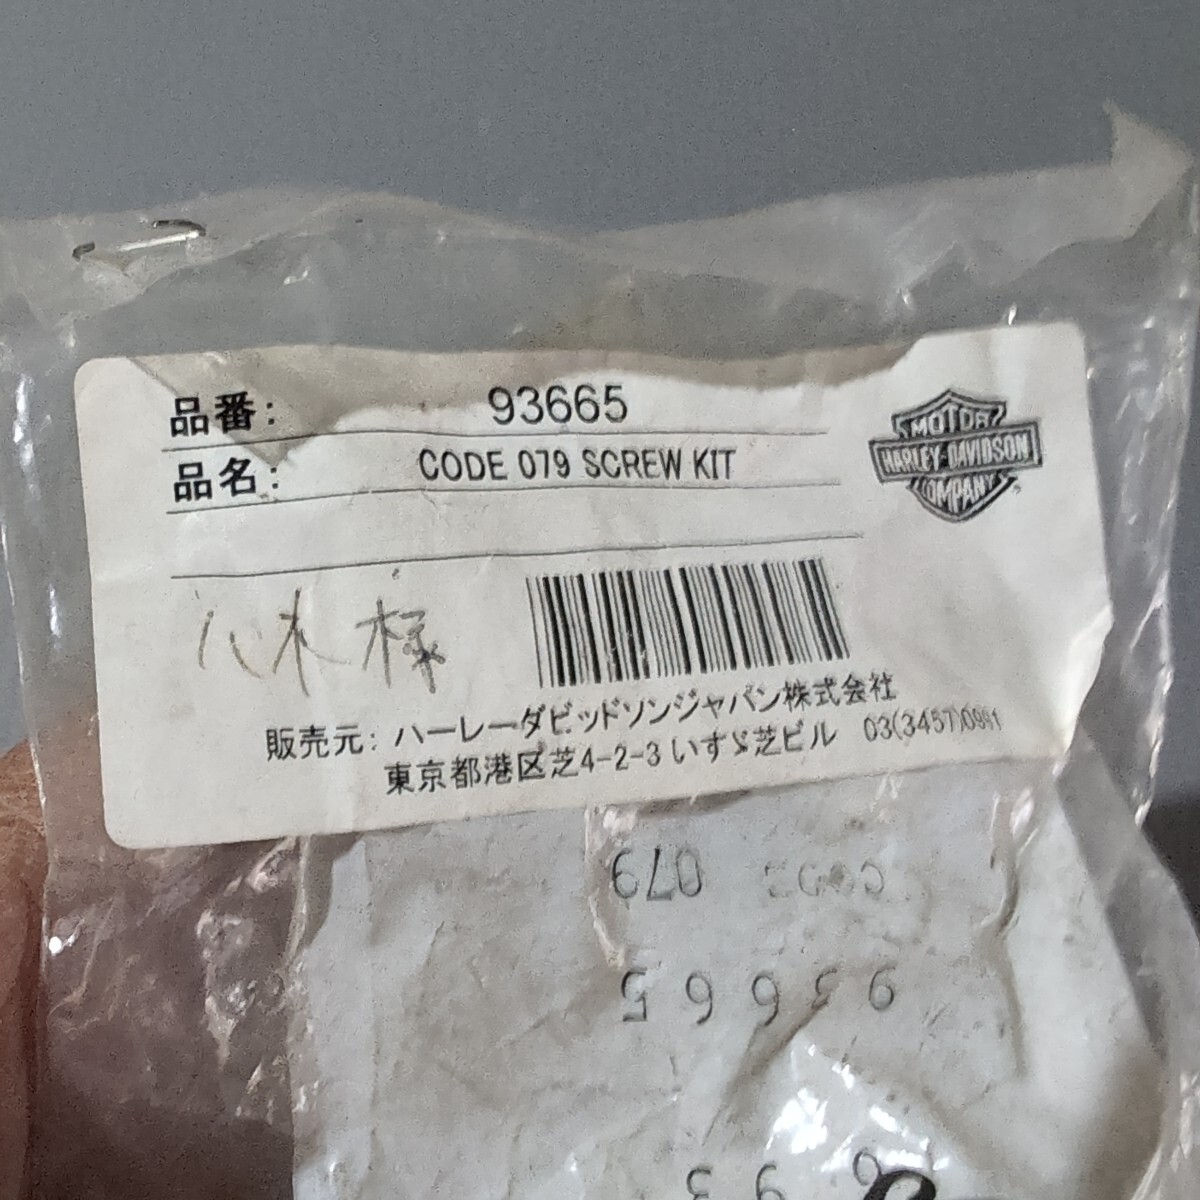 品番: 93665
品名: CODE 079 SCREW KIT
MOTOR
HARLEY-DAVIDSON
COMPANY
八木 様
販売元: ハーレーダビッドソンジャパン株式会社
東京都港区芝4-2-3 いすゞ芝ビル 03(3457)0991
079
93665